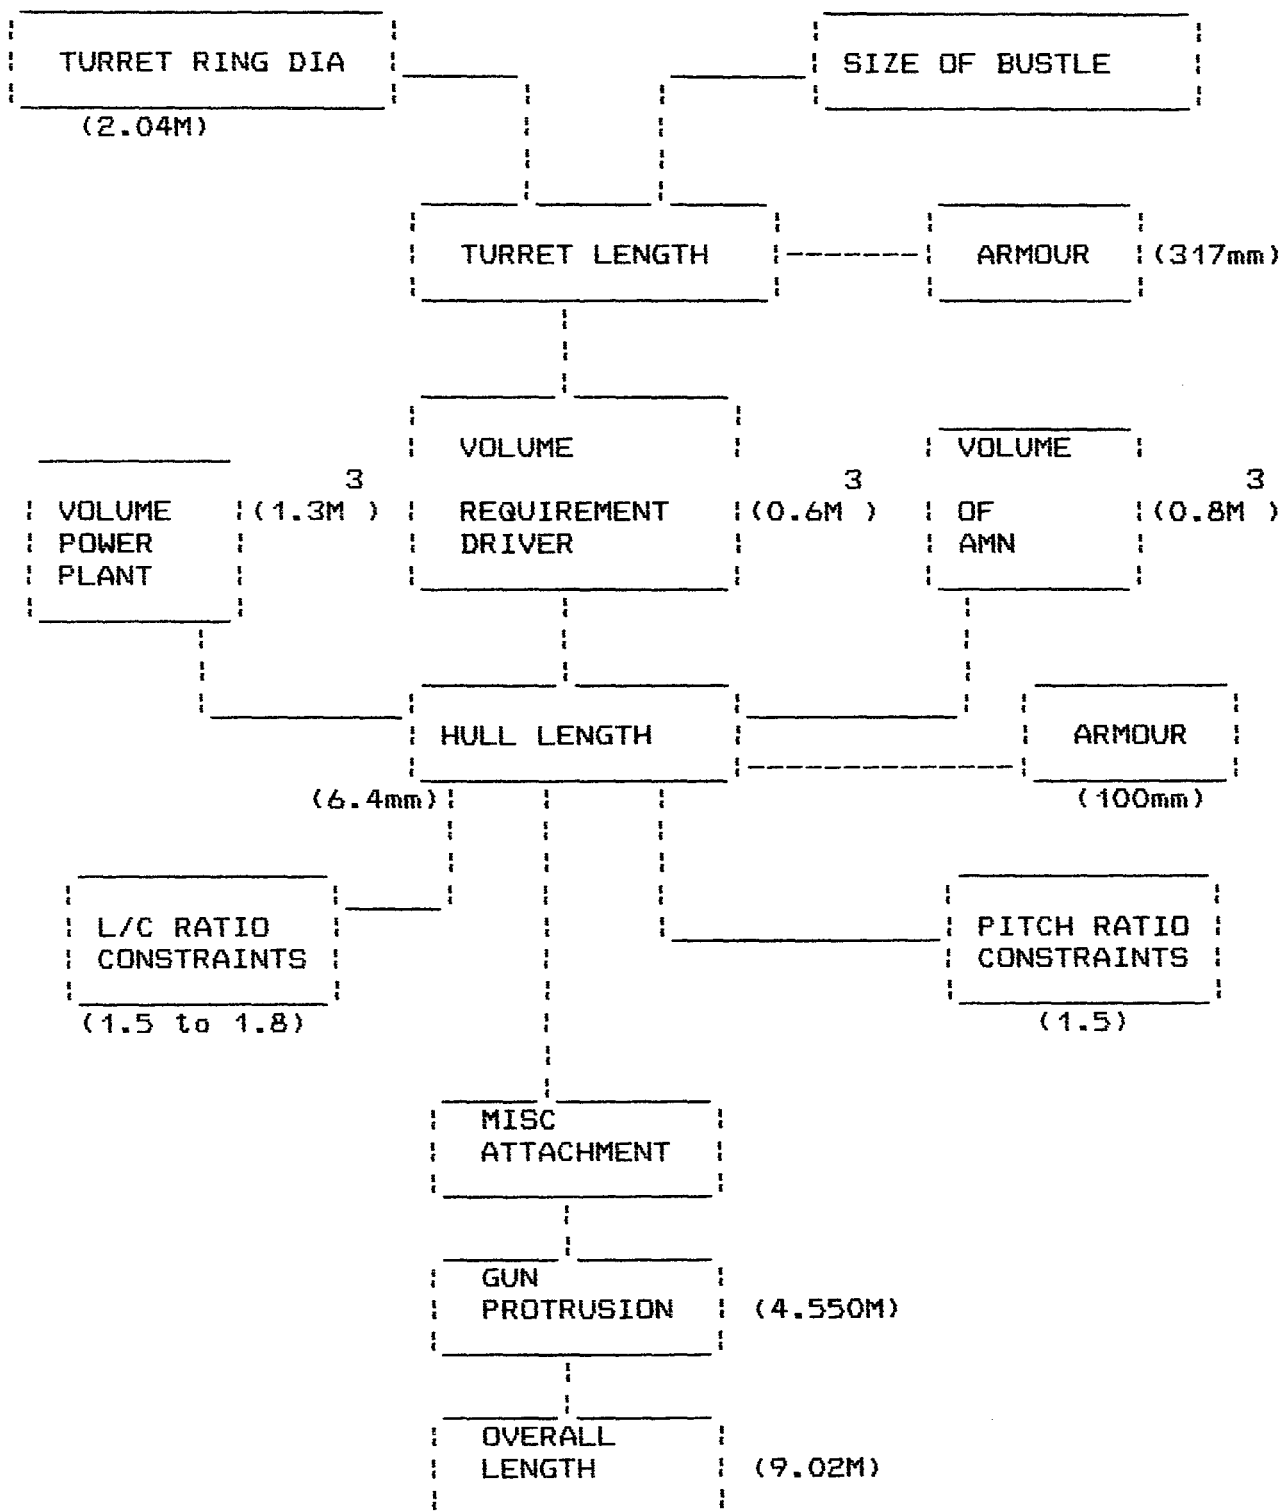 TURRET RING DIA
(2.04M)
SIZE OF BUSTLE
TURRET LENGTH
ARMOUR
(317mm)
VOLUME
POWER
PLANT
3
(1.3M )
VOLUME
REQUIREMENT
DRIVER
3
(0.6M )
VOLUME
OF
AMN
3
(0.8M )
HULL LENGTH
(6.4mm)
ARMOUR
(100mm)
L/C RATIO
CONSTRAINTS
(1.5 to 1.8)
PITCH RATIO
CONSTRAINTS
(1.5)
MISC
ATTACHMENT
GUN
PROTRUSION
(4.550M)
OVERALL
LENGTH
(9.02M)